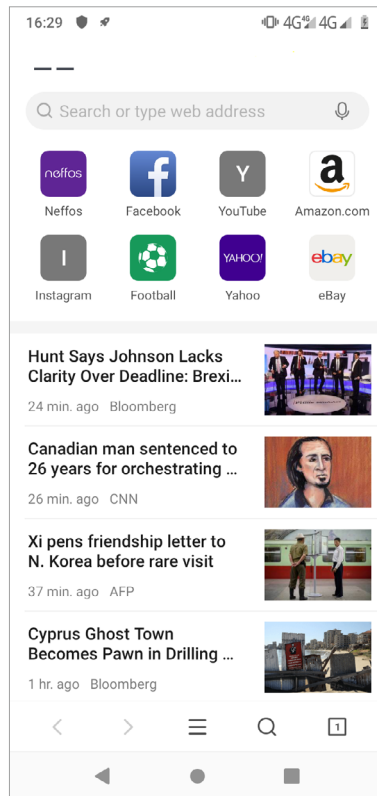 16:29 4G 4G 4G
Search or type web address
neffos
Y
a
Neffos Facebook YouTube Amazon.com
I
YAHOO!
ebay
Instagram Football Yahoo eBay
Hunt Says Johnson Lacks
Clarity Over Deadline: Brexi...
24 min. ago Bloomberg
Canadian man sentenced to
26 years for orchestrating ...
26 min. ago CNN
Xi pens friendship letter to
N. Korea before rare visit
37 min. ago AFP
Cyprus Ghost Town
Becomes Pawn in Drilling ...
1 hr. ago Bloomberg
1